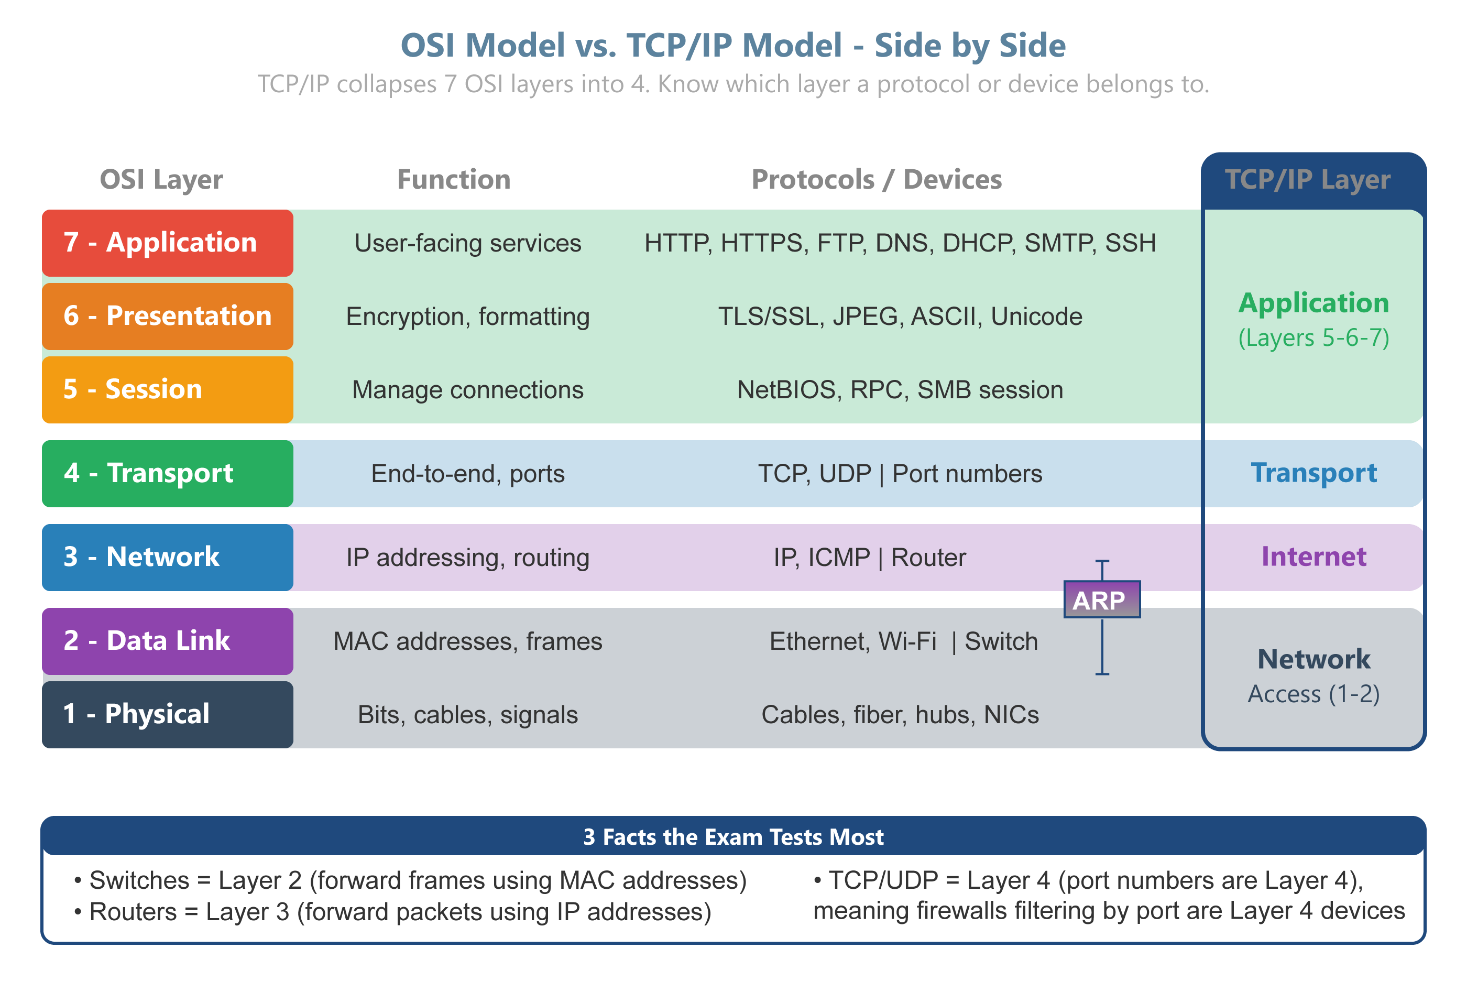 OSI Model vs. TCP/IP Model - Side by Side
TCP/IP collapses 7 OSI layers into 4. Know which layer a protocol or device belongs to.
OSI Layer Function Protocols / Devices TCP/IP Layer
7 - Application User-facing services HTTP, HTTPS, FTP, DNS, DHCP, SMTP, SSH
6 - Presentation Encryption, formatting TLS/SSL, JPEG, ASCII, Unicode
Application
(Layers 5-6-7)
5 - Session Manage connections NetBIOS, RPC, SMB session
4 - Transport End-to-end, ports TCP, UDP | Port numbers Transport
3 - Network IP addressing, routing IP, ICMP | Router Internet
ARP
2 - Data Link MAC addresses, frames Ethernet, Wi-Fi | Switch
Network
Access (1-2)
1 - Physical Bits, cables, signals Cables, fiber, hubs, NICs
3 Facts the Exam Tests Most
• Switches = Layer 2 (forward frames using MAC addresses)
• Routers = Layer 3 (forward packets using IP addresses)
• TCP/UDP = Layer 4 (port numbers are Layer 4),
meaning firewalls filtering by port are Layer 4 devices